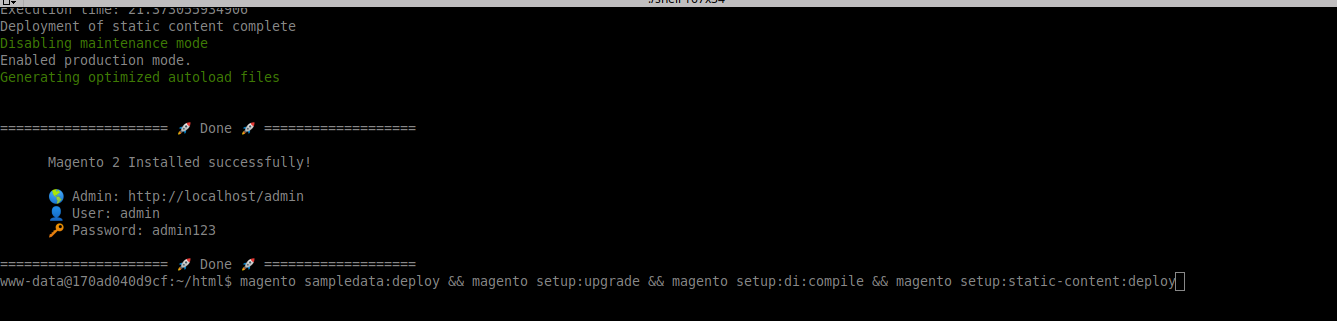 ./shell 167x54
Execution time: 21.373055934906
Deployment of static content complete
Disabling maintenance mode
Enabled production mode.
Generating optimized autoload files
===================== 🚀 Done 🚀 ===================
Magento 2 Installed successfully!
🌎 Admin: http://localhost/admin
👤 User: admin
🔑 Password: admin123
===================== 🚀 Done 🚀 ===================
www-data@170ad040d9cf:~/html$ magento sampledata:deploy && magento setup:upgrade && magento setup:di:compile && magento setup:static-content:deploy